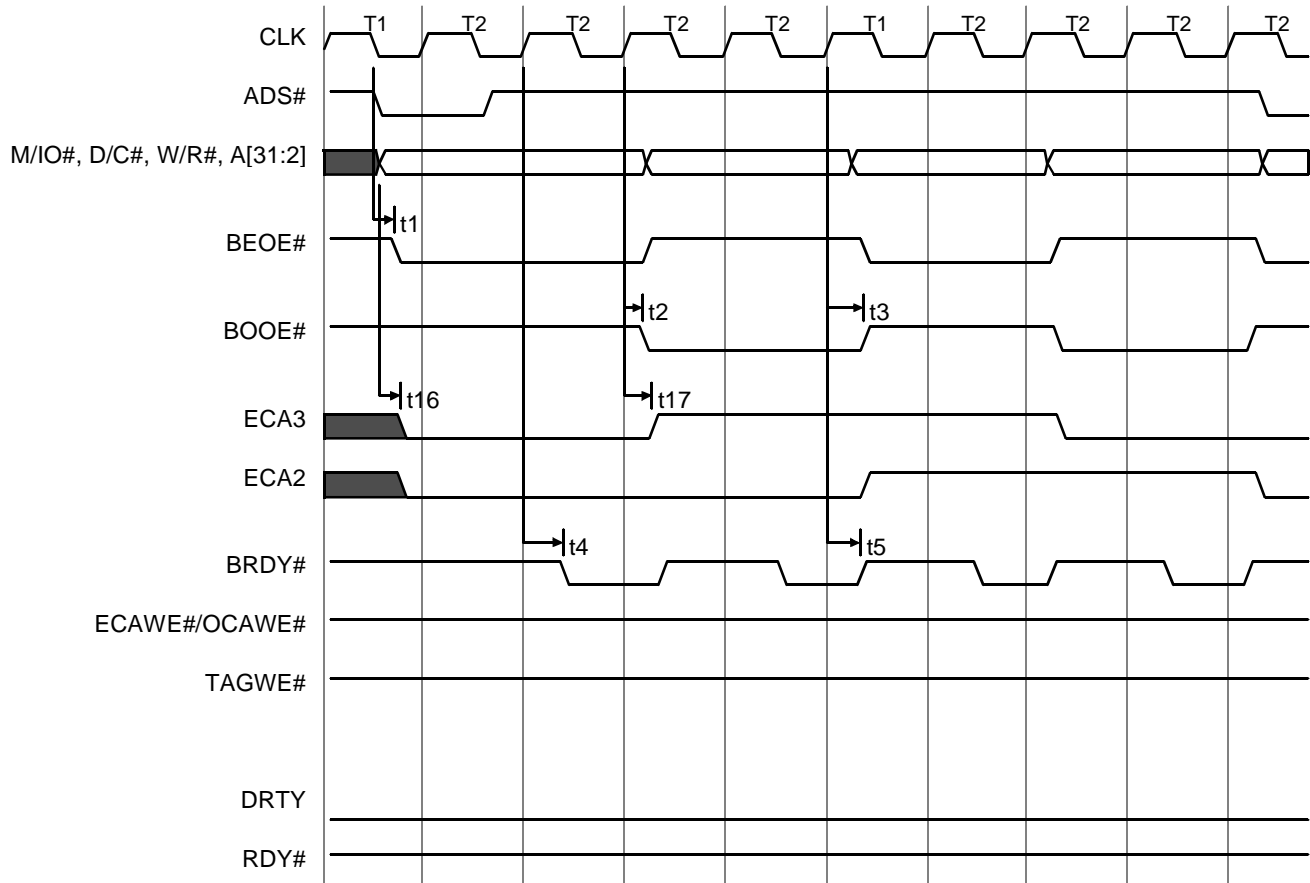 T1 T2 T2 T2 T2 T1 T2 T2 T2 T2
CLK
ADS#
M/IO#, D/C#, W/R#, A[31:2]
t1
BEOE#
t2 t3
BOOE#
t16 t17
ECA3
ECA2
t4 t5
BRDY#
ECAWE#/OCAWE#
TAGWE#
DRTY
RDY#